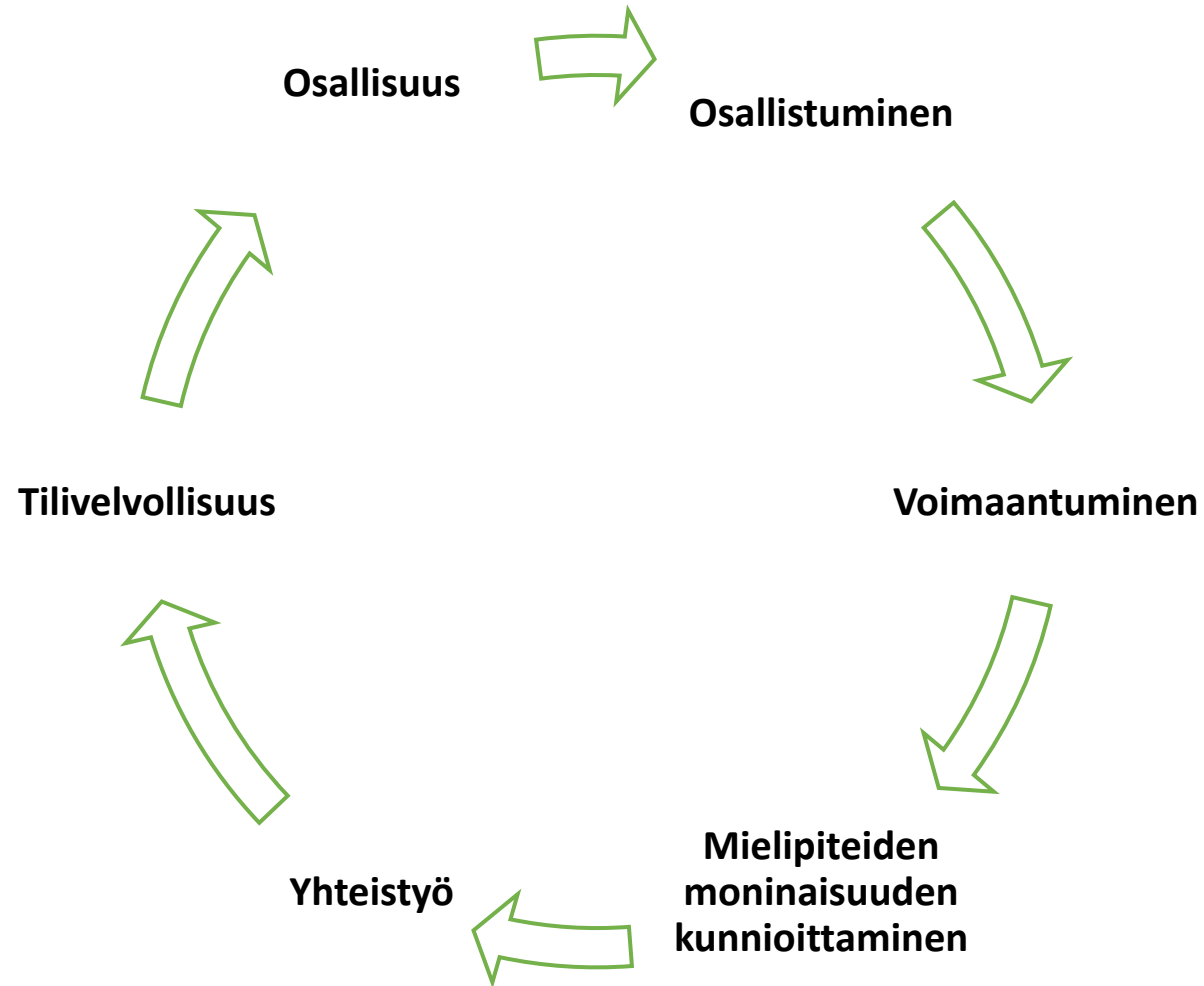 Osallisuus
Osallistuminen
Voimaantuminen
Mielipiteiden
moninaisuuden
kunnioittaminen
Yhteistyö
Tilivelvollisuus